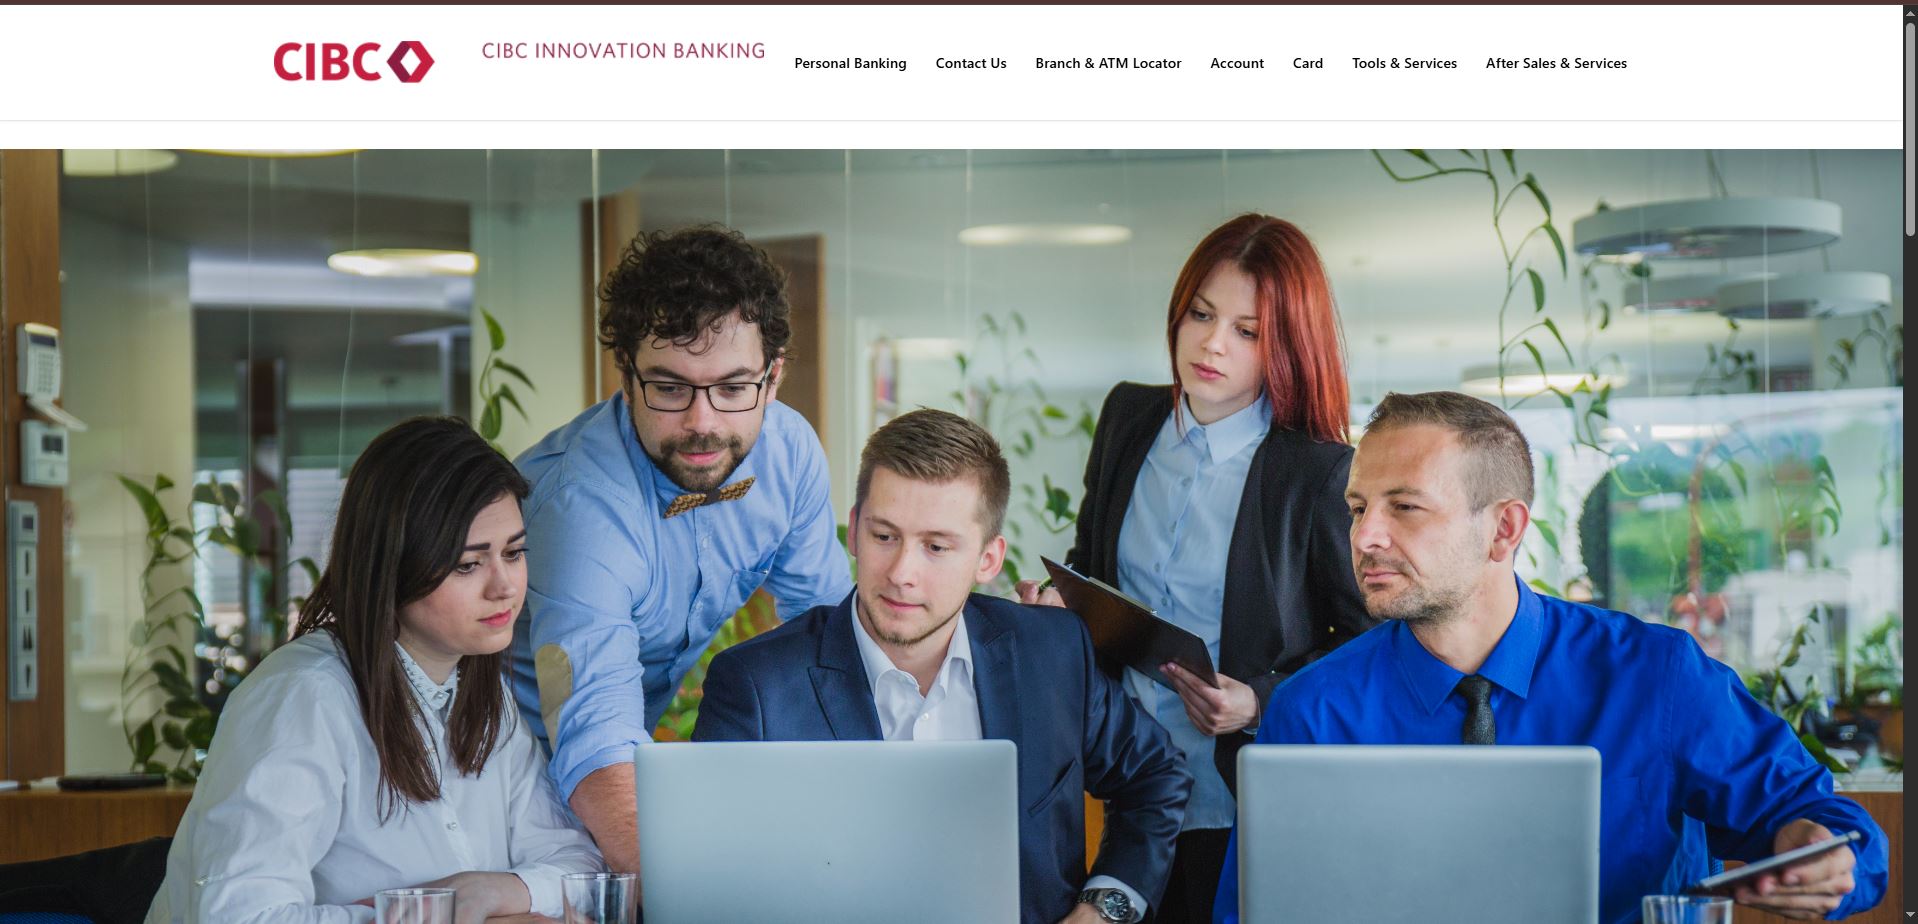 CIBC
CIBC INNOVATION BANKING
Personal Banking
Contact Us
Branch & ATM Locator
Account
Card
Tools & Services
After Sales & Services